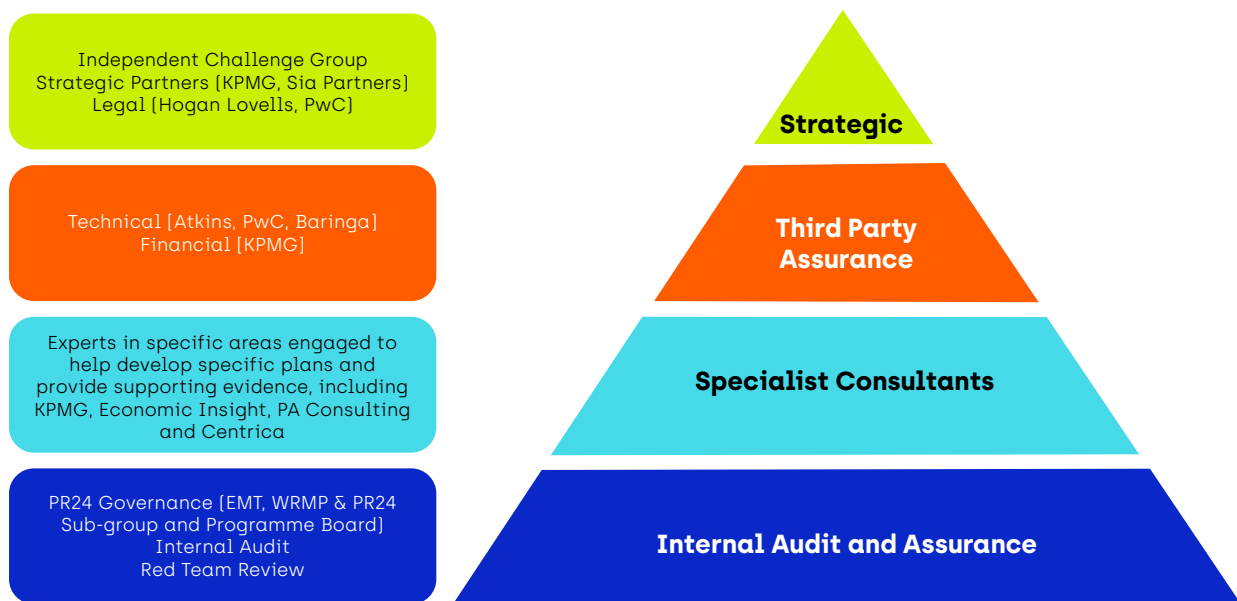 Independent Challenge Group
Strategic Partners [KPMG, Sia Partners]
Legal [Hogan Lovells, PwC]
Strategic
Technical [Atkins, PwC, Baringa]
Financial [KPMG]
Third Party
Assurance
Experts in specific areas engaged to
help develop specific plans and
provide supporting evidence, including
KPMG, Economic Insight, PA Consulting
and Centrica
Specialist Consultants
PR24 Governance [EMT, WRMP & PR24
Sub-group and Programme Board]
Internal Audit
Red Team Review
Internal Audit and Assurance